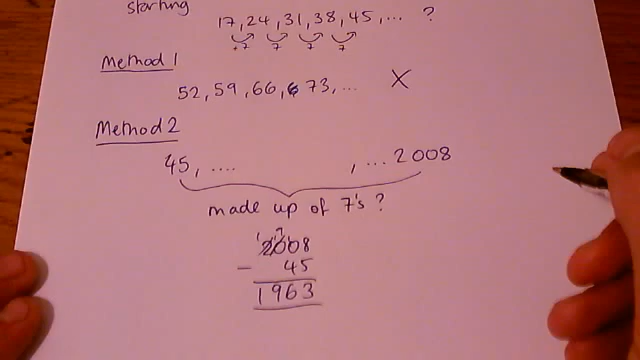 starting
17, 24, 31, 38, 45, ... ?
+7 7 7 7
Method 1
52, 59, 66, 73, ... X
Method 2
45, .... , ... 2008
made up of 7's ?
2008
- 45
1963